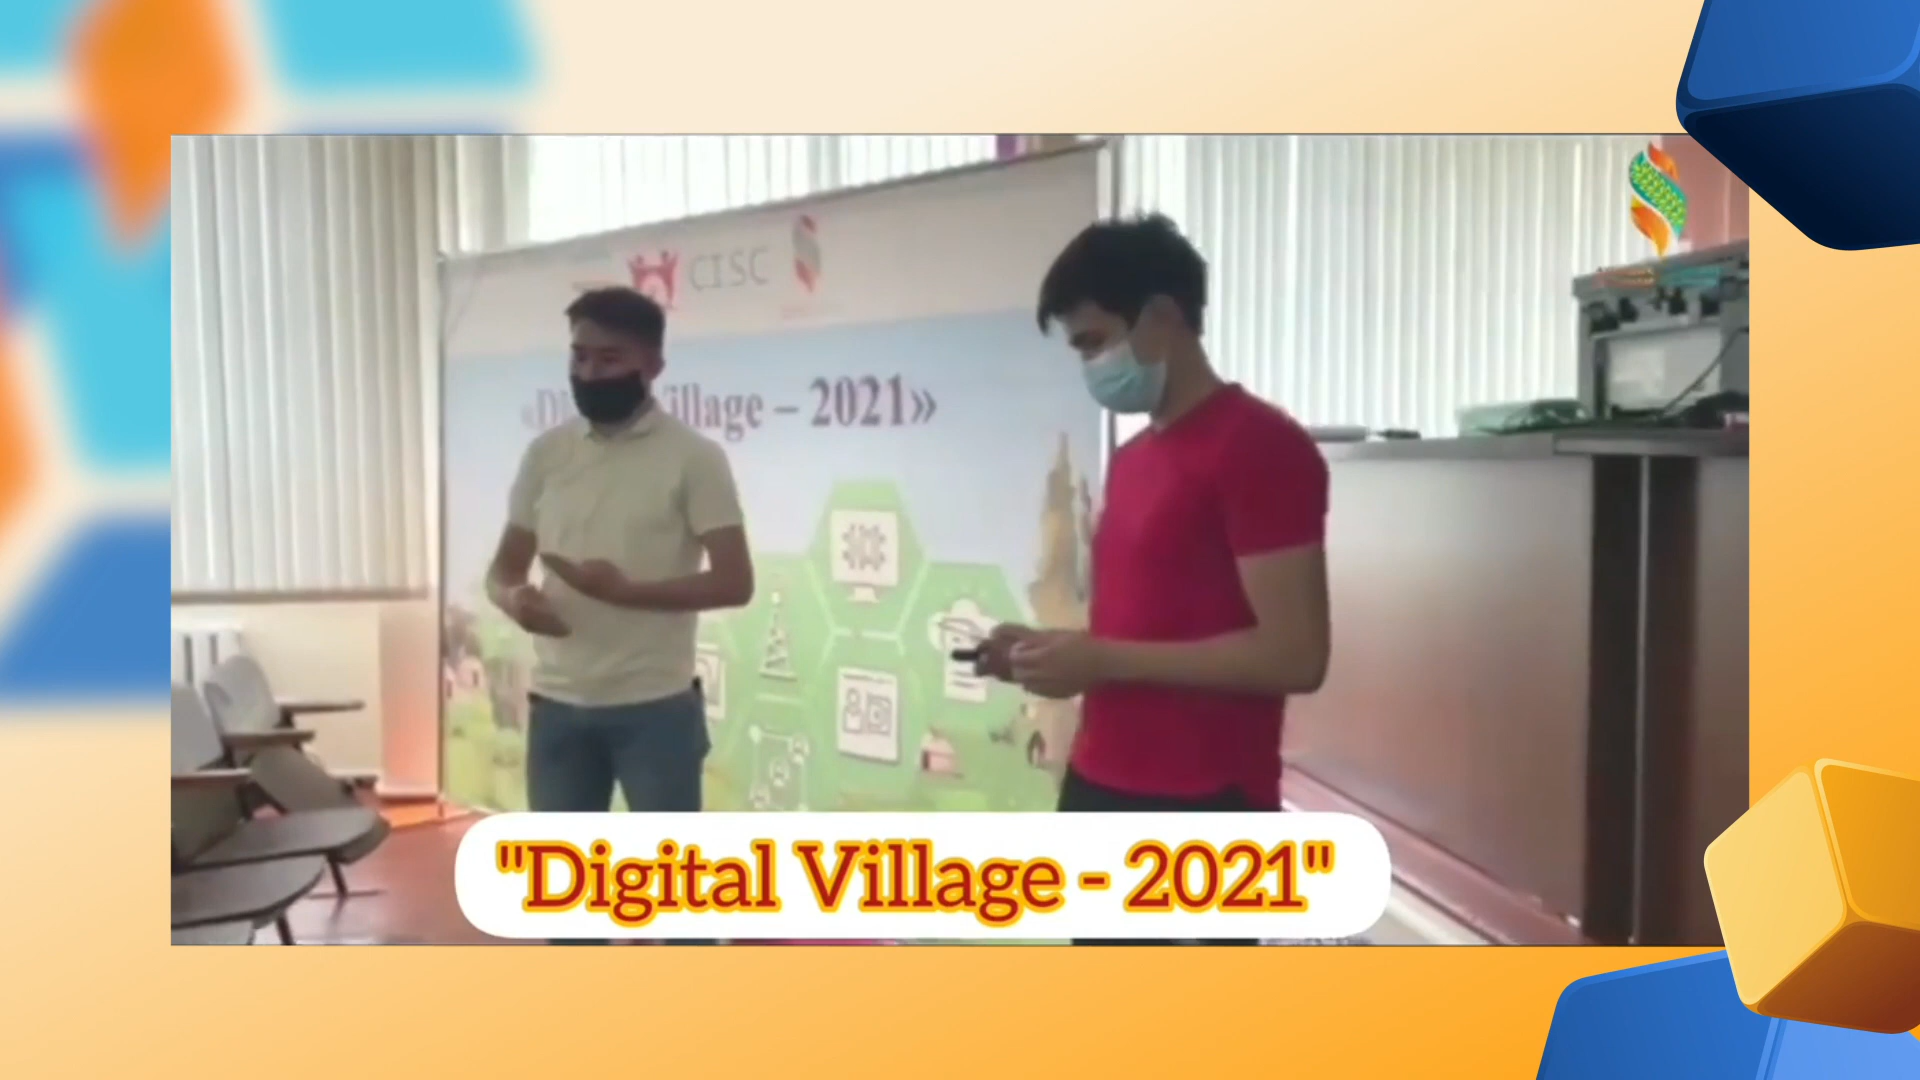 CISC
«Di illage – 2021»
"Digital Village - 2021"